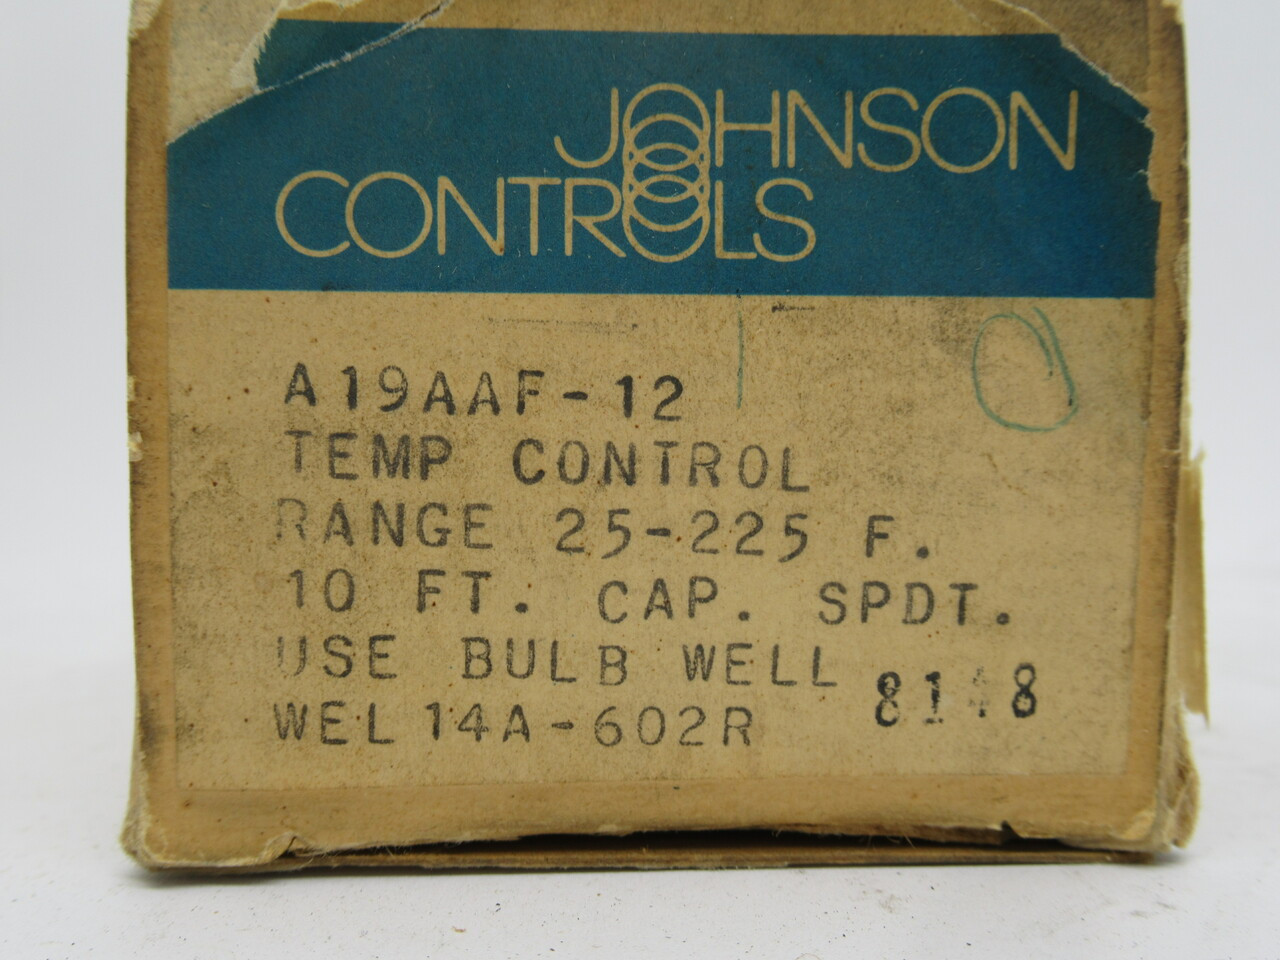 JOHNSON
CONTROLS
A19AAF-12
TEMP CONTROL
RANGE 25-225 F.
10 FT. CAP. SPDT.
USE BULB WELL
WEL14A-602R